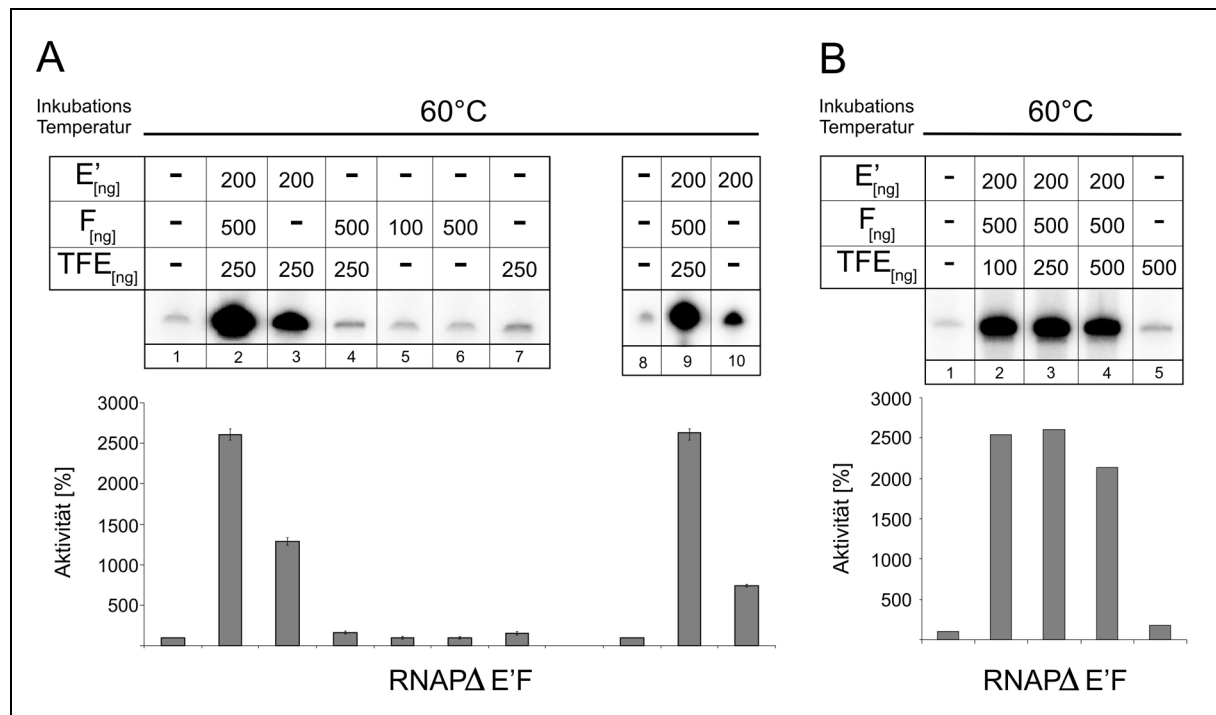 A
Inkubations
Temperatur
60°C
E'[ng] - 200 200 - - - - - 200 200
F[ng] - 500 - 500 100 500 - - 500 -
TFE[ng] - 250 250 250 - - 250 - 250 -
1 2 3 4 5 6 7 8 9 10
3000
2500
2000
1500
1000
500
Aktivität [%]
RNAPΔ E'F
B
Inkubations
Temperatur
60°C
E'[ng] - 200 200 200 -
F[ng] - 500 500 500 -
TFE[ng] - 100 250 500 500
1 2 3 4 5
3000
2500
2000
1500
1000
500
Aktivität [%]
RNAPΔ E'F